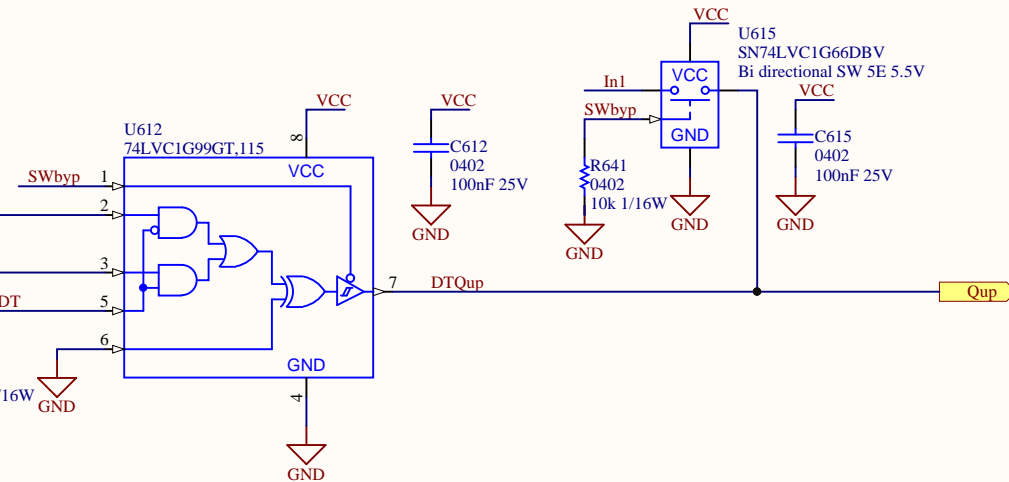 VCC
U615
SN74LVC1G66DBV
Bi directional SW 5E 5.5V
VCC
In1
SWbyp
GND
VCC
C615
0402
100nF 25V
GND
R641
0402
10k 1/16W
GND
GND
VCC
C612
0402
100nF 25V
GND
U612
74LVC1G99GT,115
VCC
8
VCC
SWbyp
1
2
3
DT
5
6
7
DTQup
Qup
GND
4
GND
/16W
GND